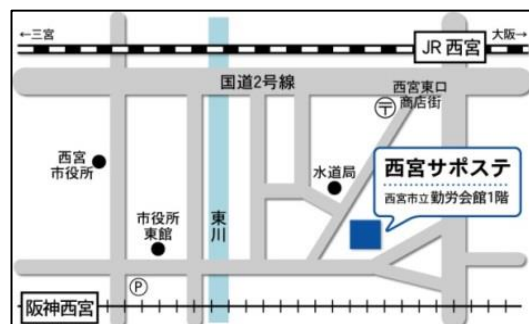 ←三宮
大阪→
JR 西宮
国道2号線
西宮東口
商店街
〒
西宮
市役所
水道局
西宮サポステ
西宮市立勤労会館1階
市役所
東館
東川
P
阪神西宮